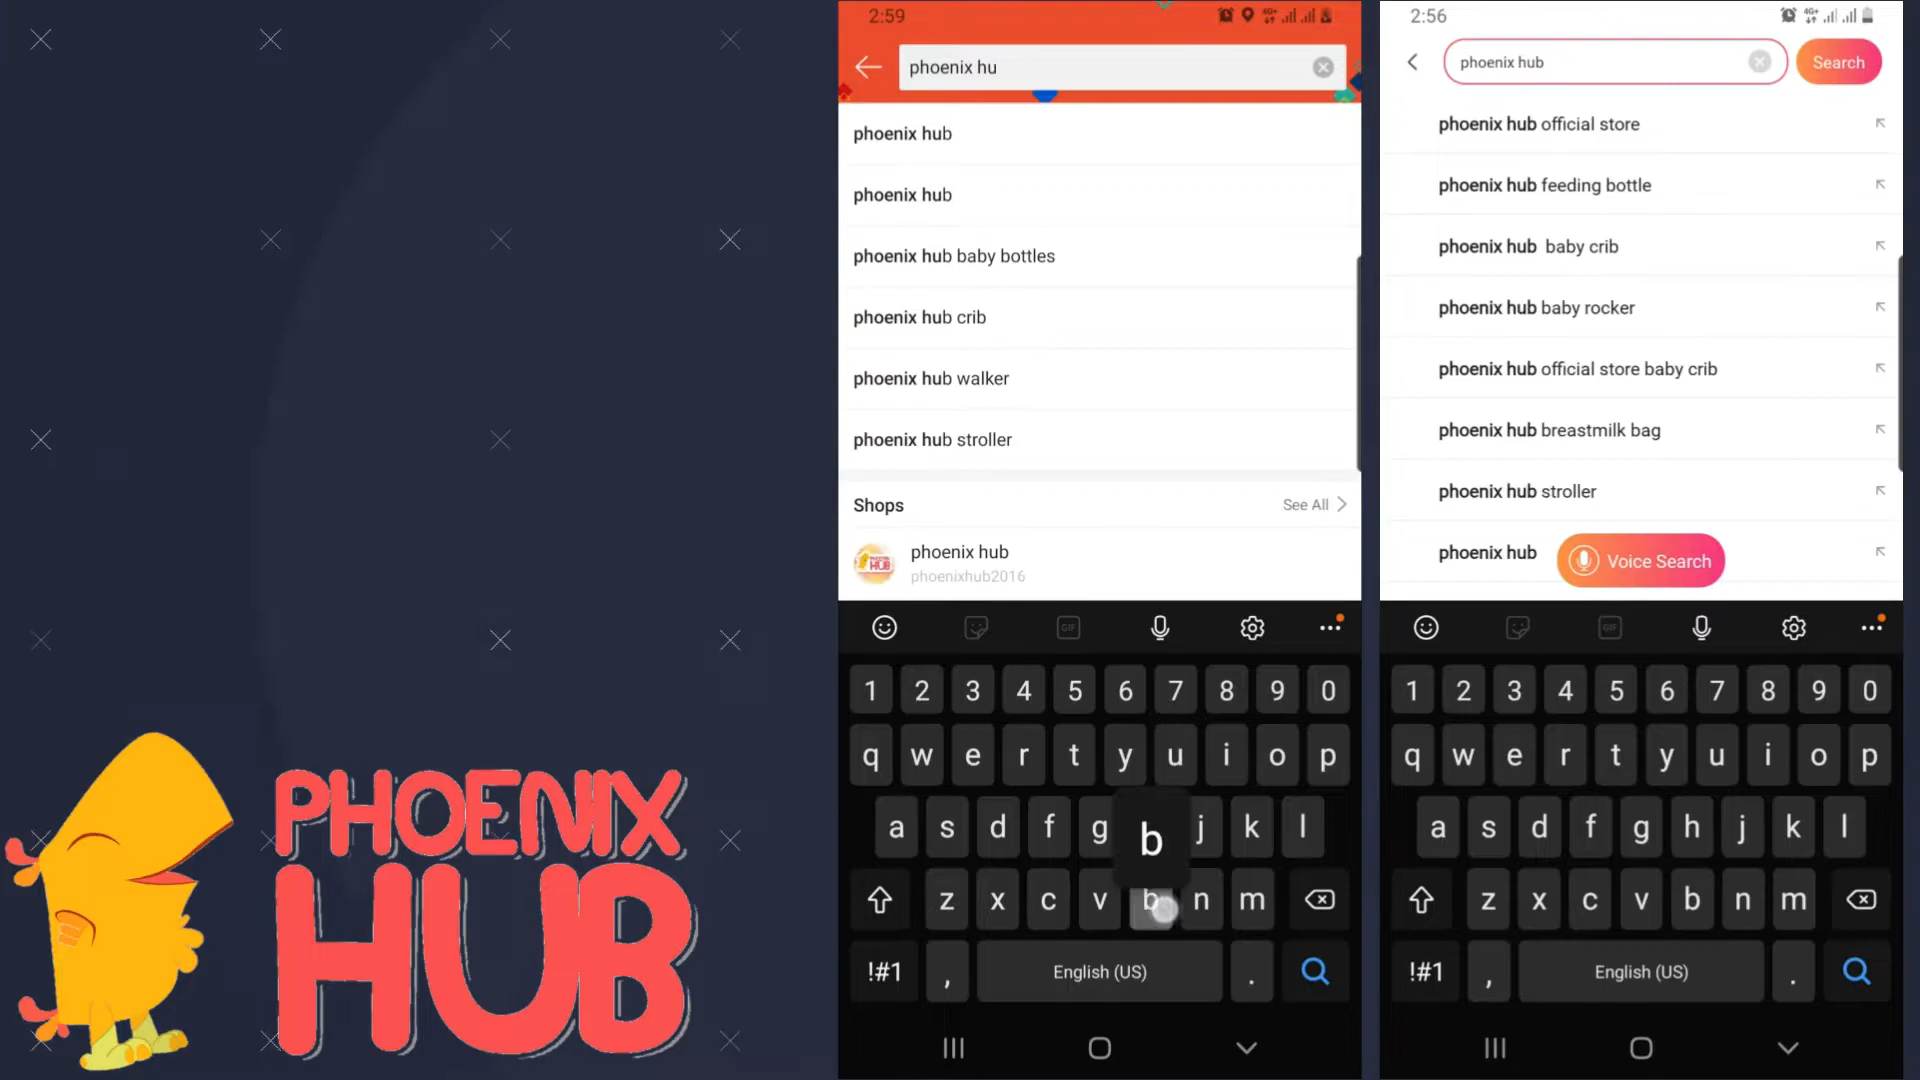 PHOENIX
HUB
2:59
phoenix hu
phoenix hub
phoenix hub
phoenix hub baby bottles
phoenix hub crib
phoenix hub walker
phoenix hub stroller
Shops
See All
phoenix hub
phoenixhub2016
GIF
1 2 3 4 5 6 7 8 9 0
q w e r t y u i o p
a s d f g b j k l
z x c v b n m
!#1 , English (US) .
2:56
phoenix hub
Search
phoenix hub official store
phoenix hub feeding bottle
phoenix hub baby crib
phoenix hub baby rocker
phoenix hub official store baby crib
phoenix hub breastmilk bag
phoenix hub stroller
phoenix hub
Voice Search
GIF
1 2 3 4 5 6 7 8 9 0
q w e r t y u i o p
a s d f g h j k l
z x c v b n m
!#1 , English (US) .